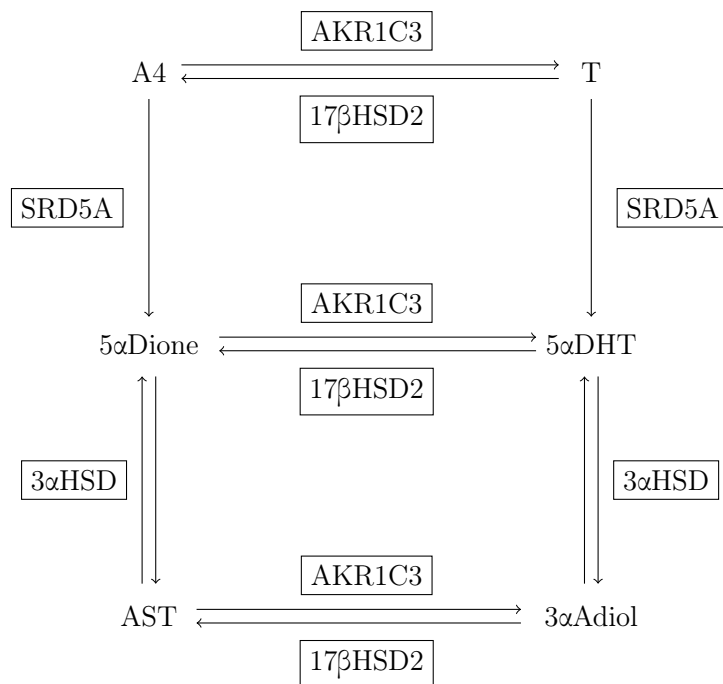 AKR1C3
A4
T
17βHSD2
SRD5A
SRD5A
AKR1C3
5αDione
5αDHT
17βHSD2
3αHSD
3αHSD
AKR1C3
AST
3αAdiol
17βHSD2